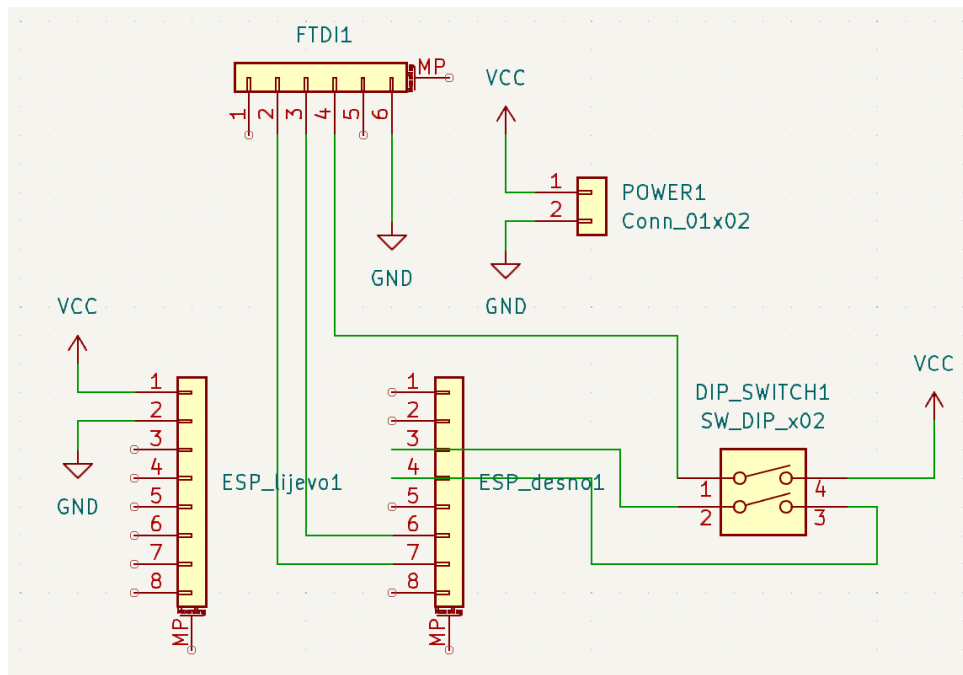 FTDI1
MP
1 2 3 4 5 6
VCC
1
2
POWER1
Conn_01x02
GND
GND
VCC
1
2
3
4
5
6
7
8
GND
ESP_lijevo1
MP
1
2
3
4
5
6
7
8
ESP_desno1
MP
VCC
DIP_SWITCH1
SW_DIP_x02
1
2
4
3